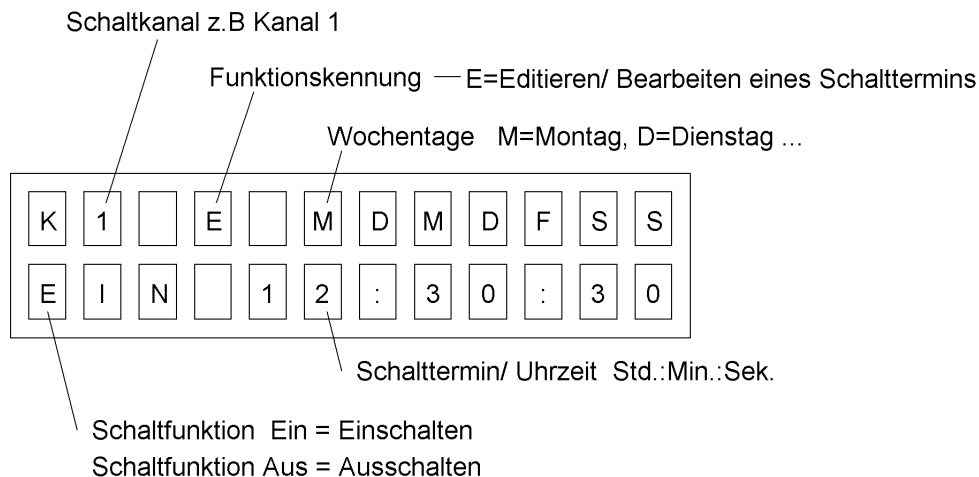 Schaltkanal z.B Kanal 1
Funktionskennung E=Editieren/ Bearbeiten eines Schalttermins
Wochentage M=Montag, D=Dienstag ...
K 1 E M D M D F S S
E I N 1 2 : 3 0 : 3 0
Schalttermin/ Uhrzeit Std.:Min.:Sek.
Schaltfunktion Ein = Einschalten
Schaltfunktion Aus = Ausschalten